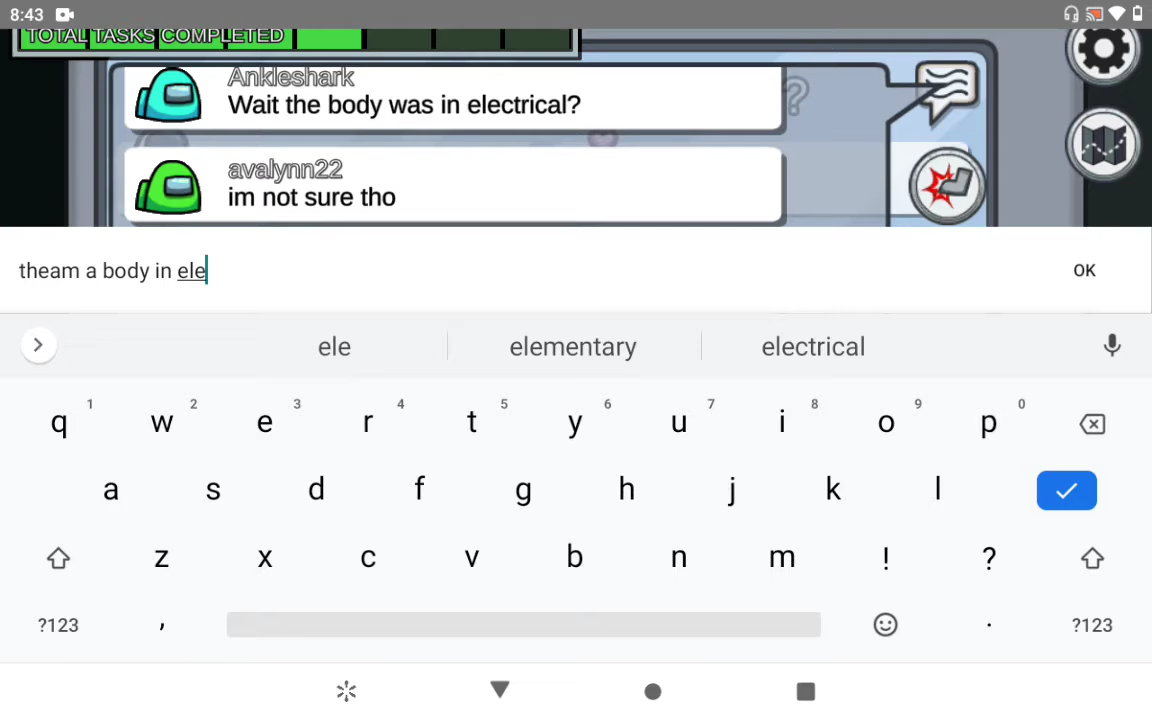 8:43
TOTAL TASKS COMPLETED
Ankleshark
Wait the body was in electrical?
?
avalynn22
im not sure tho
theam a body in ele
OK
ele elementary electrical
1 2 3 4 5 6 7 8 9 0
q w e r t y u i o p
a s d f g h j k l
z x c v b n m ! ?
?123 , . ?123